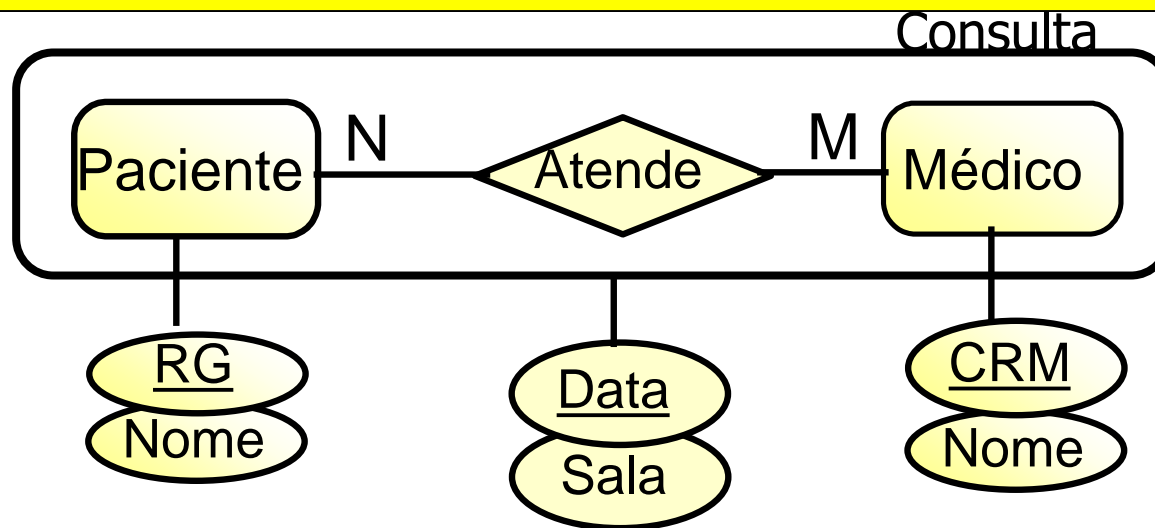 Consulta
Paciente
N
Atende
M
Médico
RG
Nome
Data
Sala
CRM
Nome